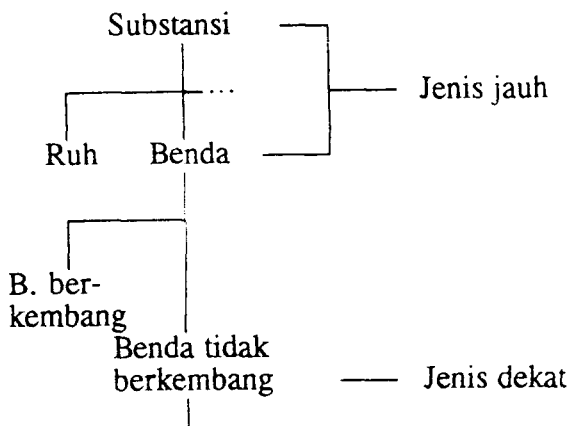 Substansi
...
Jenis jauh
Ruh Benda
B. ber-
kembang
Benda tidak
berkembang
Jenis dekat